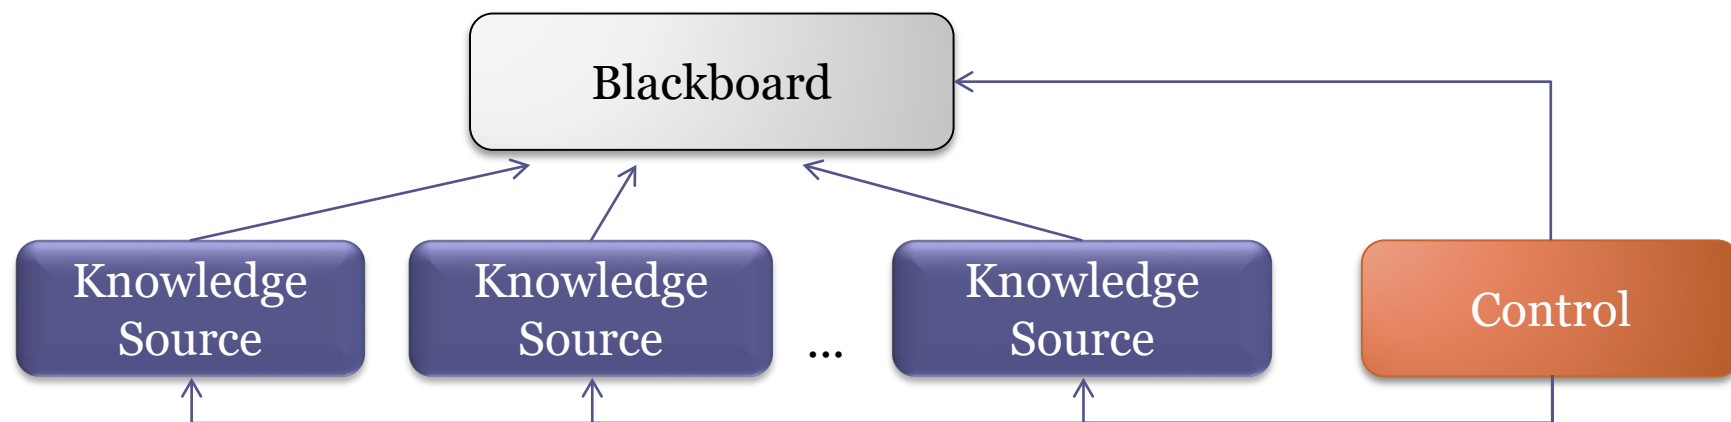 Blackboard
Knowledge
Source
Knowledge
Source
...
Knowledge
Source
Control